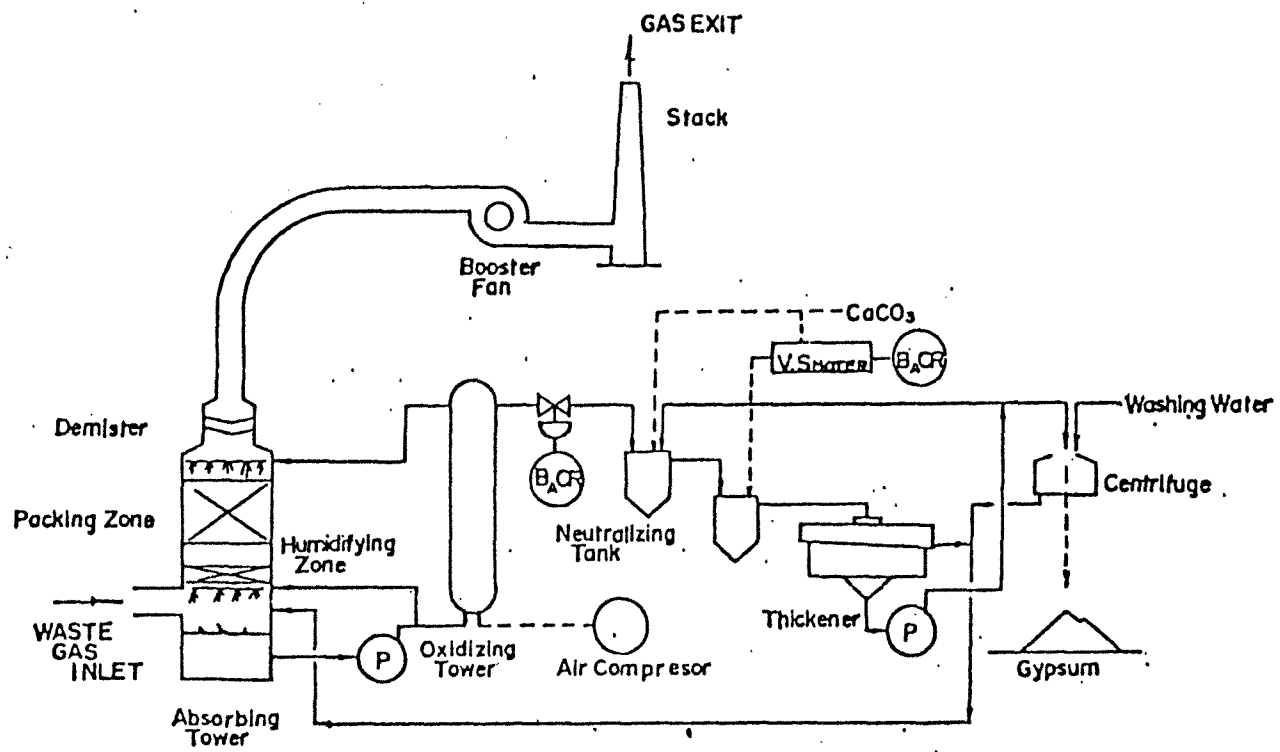 GAS EXIT
Stack
Booster
Fan
CaCO₃
V.SMATER
BACR
Demister
Washing Water
BACR
Centrifuge
Packing Zone
Neutralizing
Tank
Humidifying
Zone
Thickener
P
WASTE
GAS
INLET
P
Oxidizing
Tower
Air Compresor
Gypsum
Absorbing
Tower